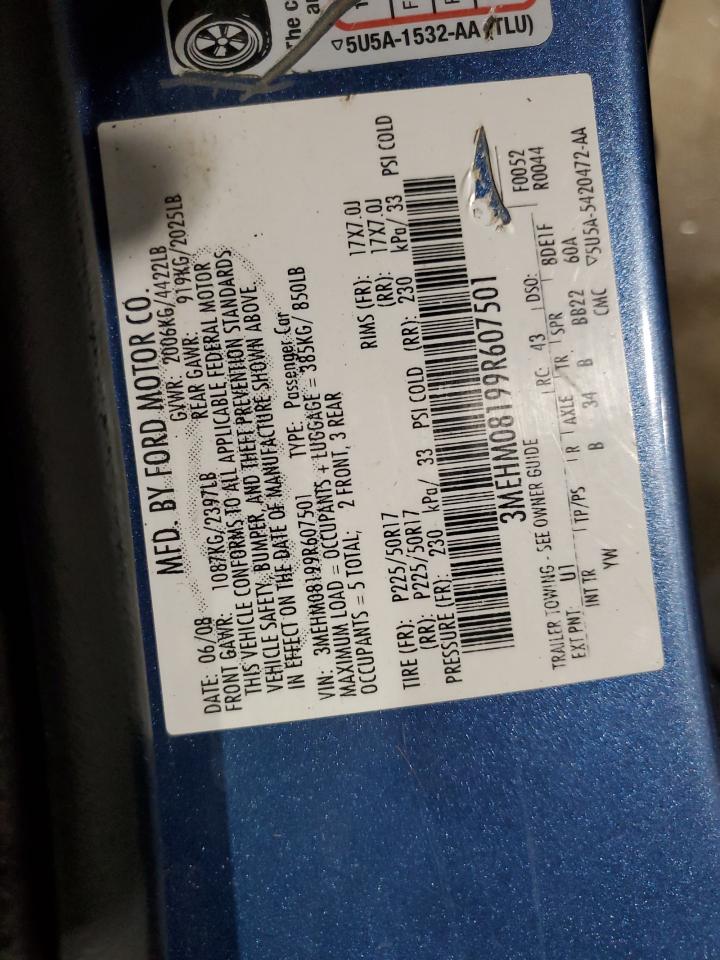 The c
ar
▽5U5A-1532-AA (TLU)
MFD. BY FORD MOTOR CO.
DATE: 06/08 GVWR: 2006KG/4422LB
FRONT GAWR: 1087KG/2397LB REAR GAWR: 919KG/2025LB
THIS VEHICLE CONFORMS TO ALL APPLICABLE FEDERAL MOTOR
VEHICLE SAFETY, BUMPER, AND THEFT PREVENTION STANDARDS
IN EFFECT ON THE DATE OF MANUFACTURE SHOWN ABOVE.
VIN: 3MEHM08199R607501 TYPE: Passenger Car
MAXIMUM LOAD = OCCUPANTS + LUGGAGE = 385KG/ 850LB
OCCUPANTS = 5 TOTAL; 2 FRONT, 3 REAR
TIRE (FR): P225/50R17 RIMS (FR): 17X7.0J
(RR): P225/50R17 (RR): 17X7.0J
PRESSURE (FR): 230 kPa/ 33 PSI COLD (RR): 230 kPa/ 33 PSI COLD
3MEHM08199R607501
F0052
R0044
TRAILER TOWING - SEE OWNER GUIDE RC: 43 DSO: 8DE1F
EXT PNT: U1 TP/PS R AXLE TR SPR 60A
INT TR B 34 B BB22
YW CMC ▽5U5A-5420472-AA